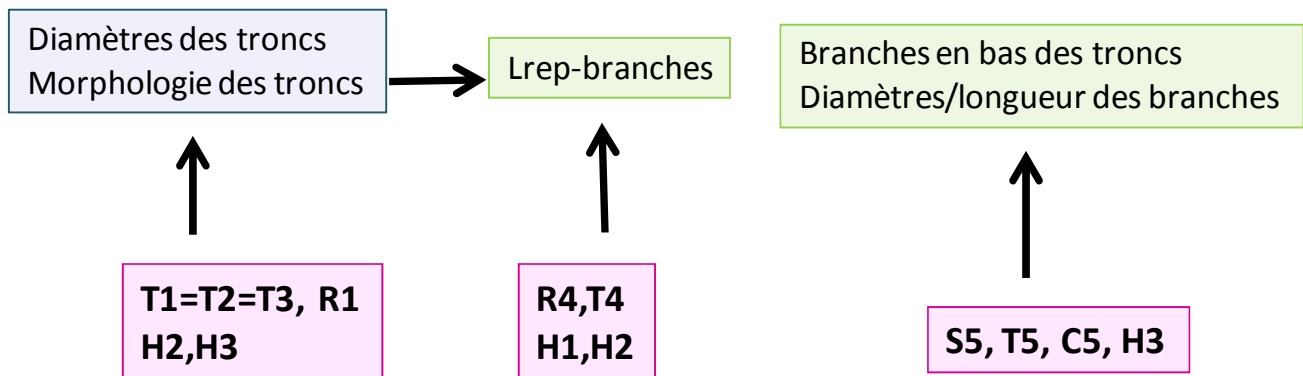 Diamètres des troncs
Morphologie des troncs
Lrep-branches
Branches en bas des troncs
Diamètres/longueur des branches
T1=T2=T3, R1
H2,H3
R4,T4
H1,H2
S5, T5, C5, H3